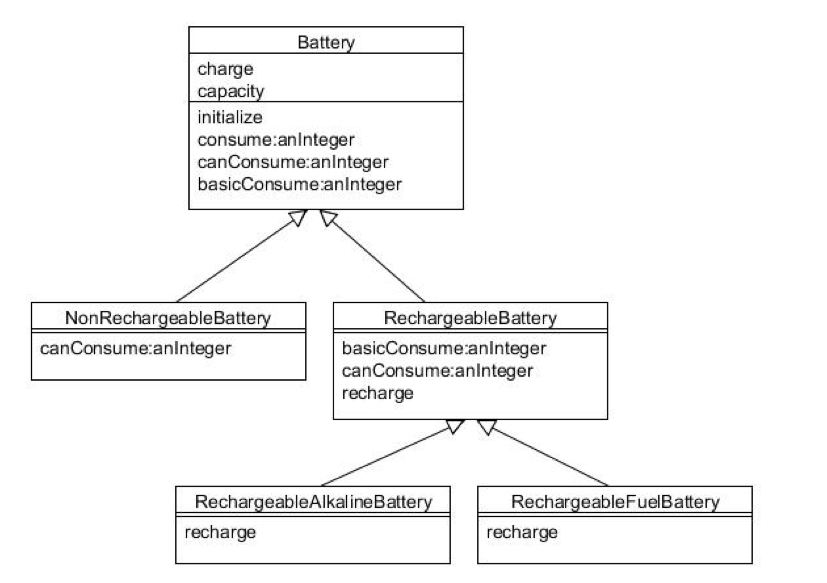 Battery
charge
capacity
initialize
consume:anInteger
canConsume:anInteger
basicConsume:anInteger
NonRechargeableBattery
canConsume:anInteger
RechargeableBattery
basicConsume:anInteger
canConsume:anInteger
recharge
RechargeableAlkalineBattery
recharge
RechargeableFuelBattery
recharge